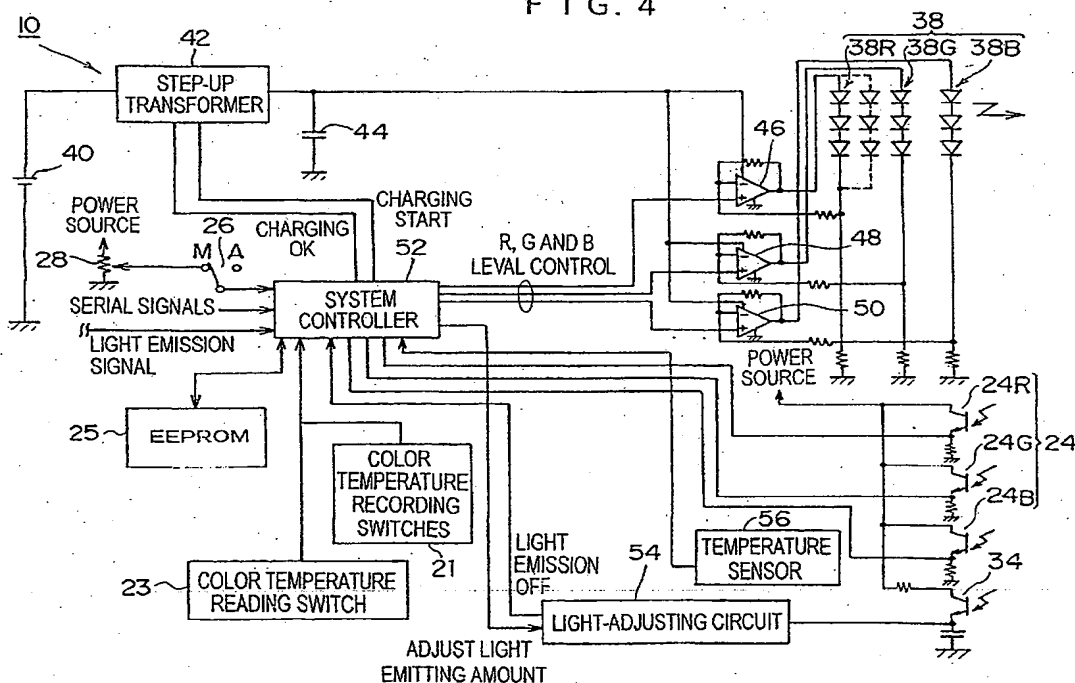 F I G. 4
10
42
STEP-UP
TRANSFORMER
38
38R
38G
38B
44
40
46
POWER
SOURCE
28
M A
26
CHARGING
OK
CHARGING
START
52
R, G AND B
LEVAL CONTROL
48
50
SERIAL SIGNALS
SYSTEM
CONTROLLER
LIGHT EMISSION
SIGNAL
POWER
SOURCE
24R
24G
24
24B
25
EEPROM
COLOR
TEMPERATURE
RECORDING
SWITCHES
21
56
TEMPERATURE
SENSOR
34
LIGHT
EMISSION
OFF
54
23
COLOR TEMPERATURE
READING SWITCH
LIGHT-ADJUSTING CIRCUIT
ADJUST LIGHT
EMITTING AMOUNT